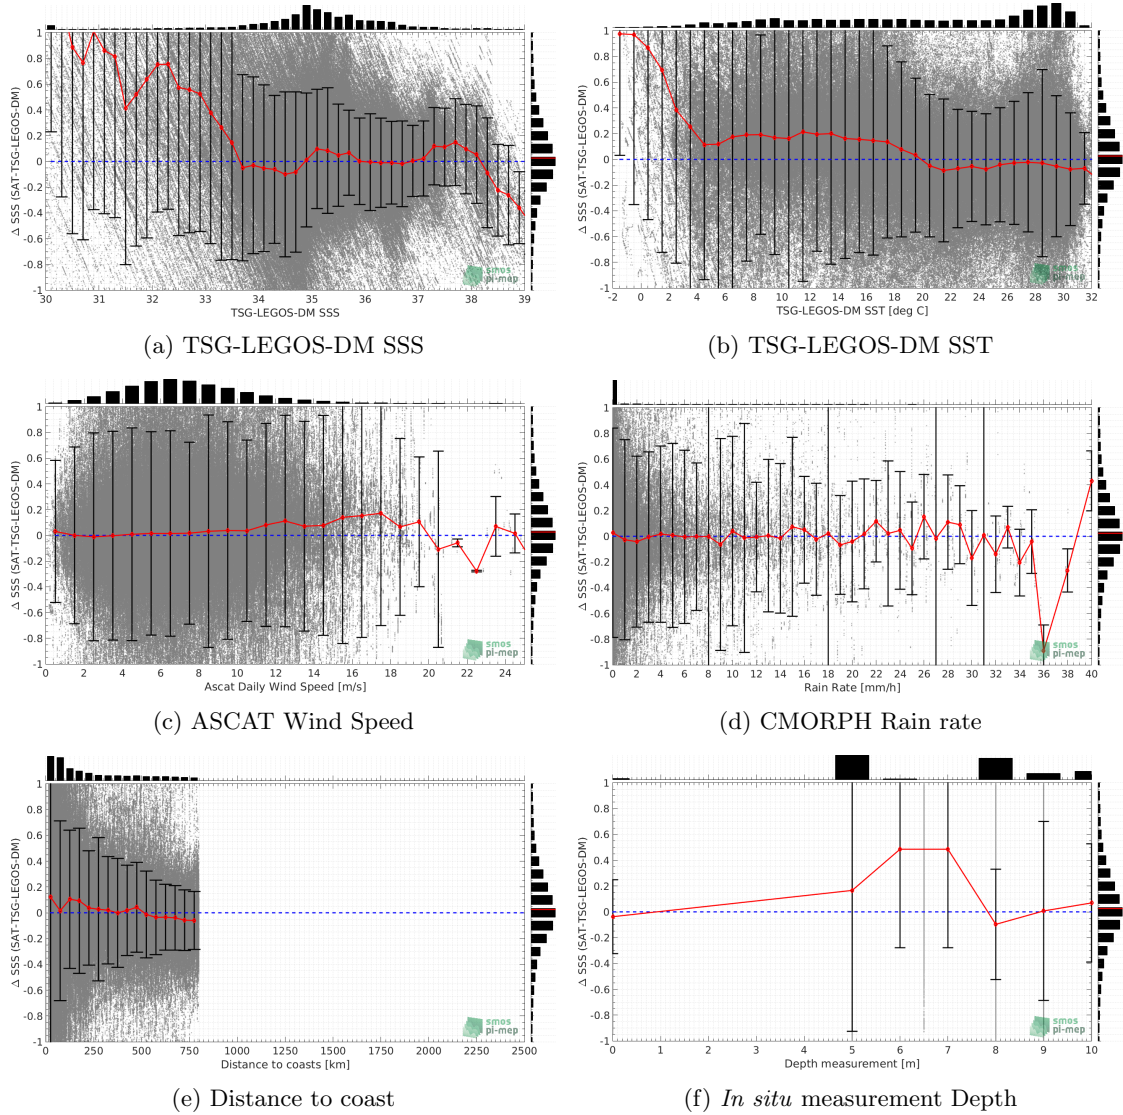 1
0.8
0.6
0.4
0.2
0
-0.2
-0.4
-0.6
-0.8
-1
Δ SSS (SAT-TSG-LEGOS-DM)
30 31 32 33 34 35 36 37 38 39
TSG-LEGOS-DM SSS
smos
pi-mep
(a) TSG-LEGOS-DM SSS
1
0.8
0.6
0.4
0.2
0
-0.2
-0.4
-0.6
-0.8
-1
Δ SSS (SAT-TSG-LEGOS-DM)
-2 0 2 4 6 8 10 12 14 16 18 20 22 24 26 28 30 32
TSG-LEGOS-DM SST [deg C]
smos
pi-mep
(b) TSG-LEGOS-DM SST
1
0.8
0.6
0.4
0.2
0
-0.2
-0.4
-0.6
-0.8
-1
Δ SSS (SAT-TSG-LEGOS-DM)
0 2 4 6 8 10 12 14 16 18 20 22 24
Ascat Daily Wind Speed [m/s]
smos
pi-mep
(c) ASCAT Wind Speed
1
0.8
0.6
0.4
0.2
0
-0.2
-0.4
-0.6
-0.8
-1
Δ SSS (SAT-TSG-LEGOS-DM)
0 2 4 6 8 10 12 14 16 18 20 22 24 26 28 30 32 34 36 38 40
Rain Rate [mm/h]
smos
pi-mep
(d) CMORPH Rain rate
1
0.8
0.6
0.4
0.2
0
-0.2
-0.4
-0.6
-0.8
-1
Δ SSS (SAT-TSG-LEGOS-DM)
0 250 500 750 1000 1250 1500 1750 2000 2250 2500
Distance to coasts [km]
smos
pi-mep
(e) Distance to coast
1
0.8
0.6
0.4
0.2
0
-0.2
-0.4
-0.6
-0.8
-1
Δ SSS (SAT-TSG-LEGOS-DM)
0 1 2 3 4 5 6 7 8 9 10
Depth measurement [m]
smos
pi-mep
(f) In situ measurement Depth